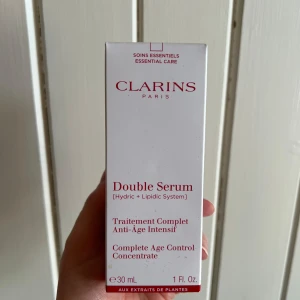 SOINS ESSENTIELS
ESSENTIAL CARE
CLARINS
PARIS
Double Serum
[Hydric + Lipidic System]
Traitement Complet
Anti-Âge Intensif
Complete Age Control
Concentrate
℮30 mL 1 Fl. Oz.
AUX EXTRAITS DE PLANTES